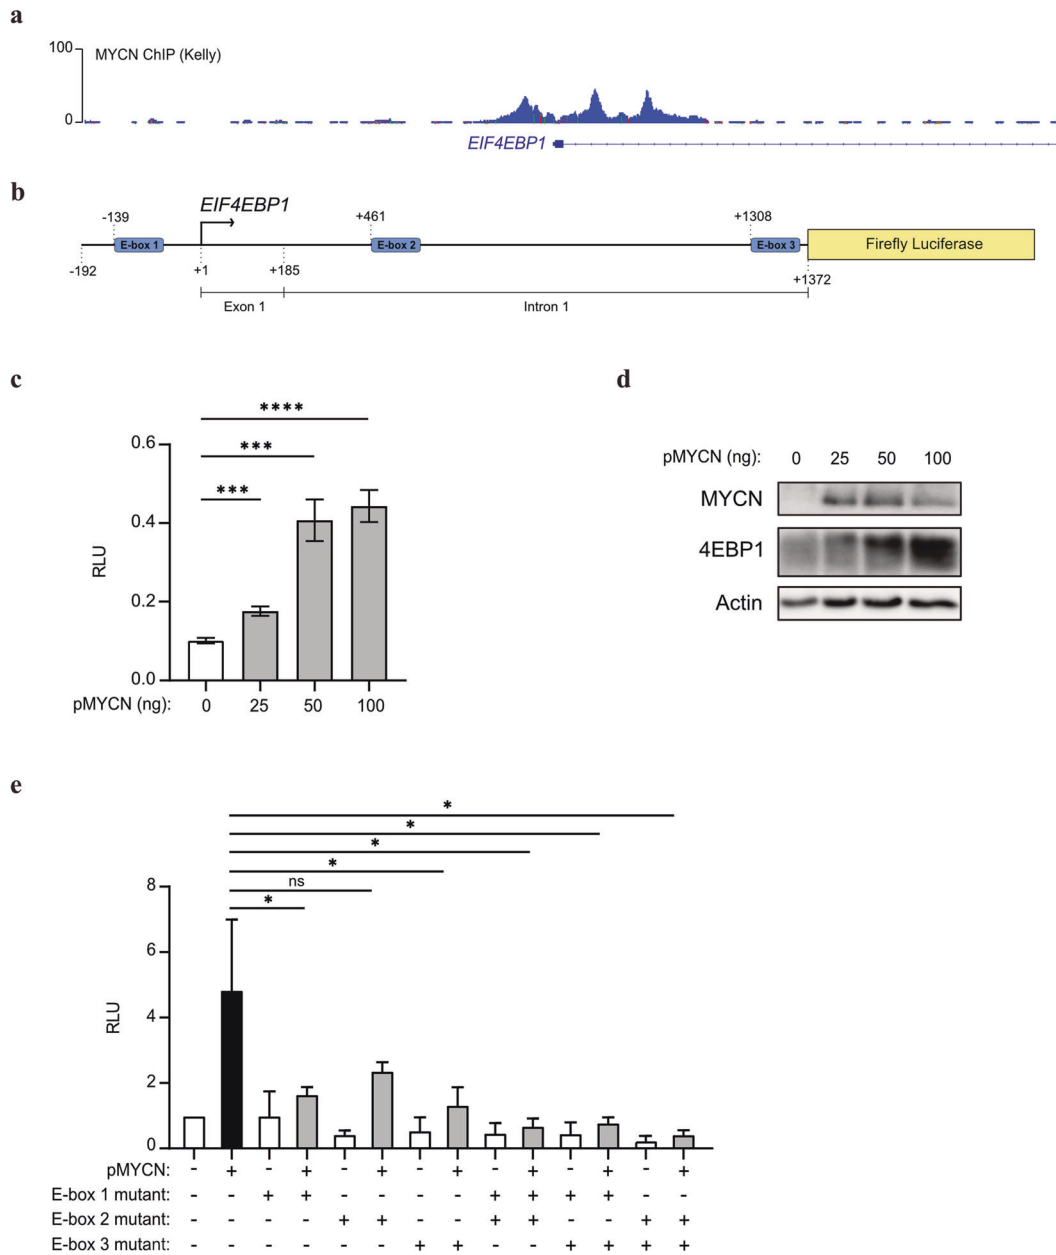 a
100
MYCN ChIP (Kelly)
0
EIF4EBP1
b
EIF4EBP1
-139
+461
+1308
E-box 1
E-box 2
E-box 3
Firefly Luciferase
-192
+1
+185
+1372
Exon 1
Intron 1
c
****
***
***
0.6
0.4
0.2
0.0
RLU
pMYCN (ng): 0 25 50 100
d
pMYCN (ng): 0 25 50 100
MYCN
4EBP1
Actin
e
*
*
*
*
ns
*
8
6
4
2
0
RLU
pMYCN: - + - + - + - + - + - + - +
E-box 1 mutant: - - + + - - - - + + + + - -
E-box 2 mutant: - - - - + + - - + + - - + +
E-box 3 mutant: - - - - - - + + - - + + + +